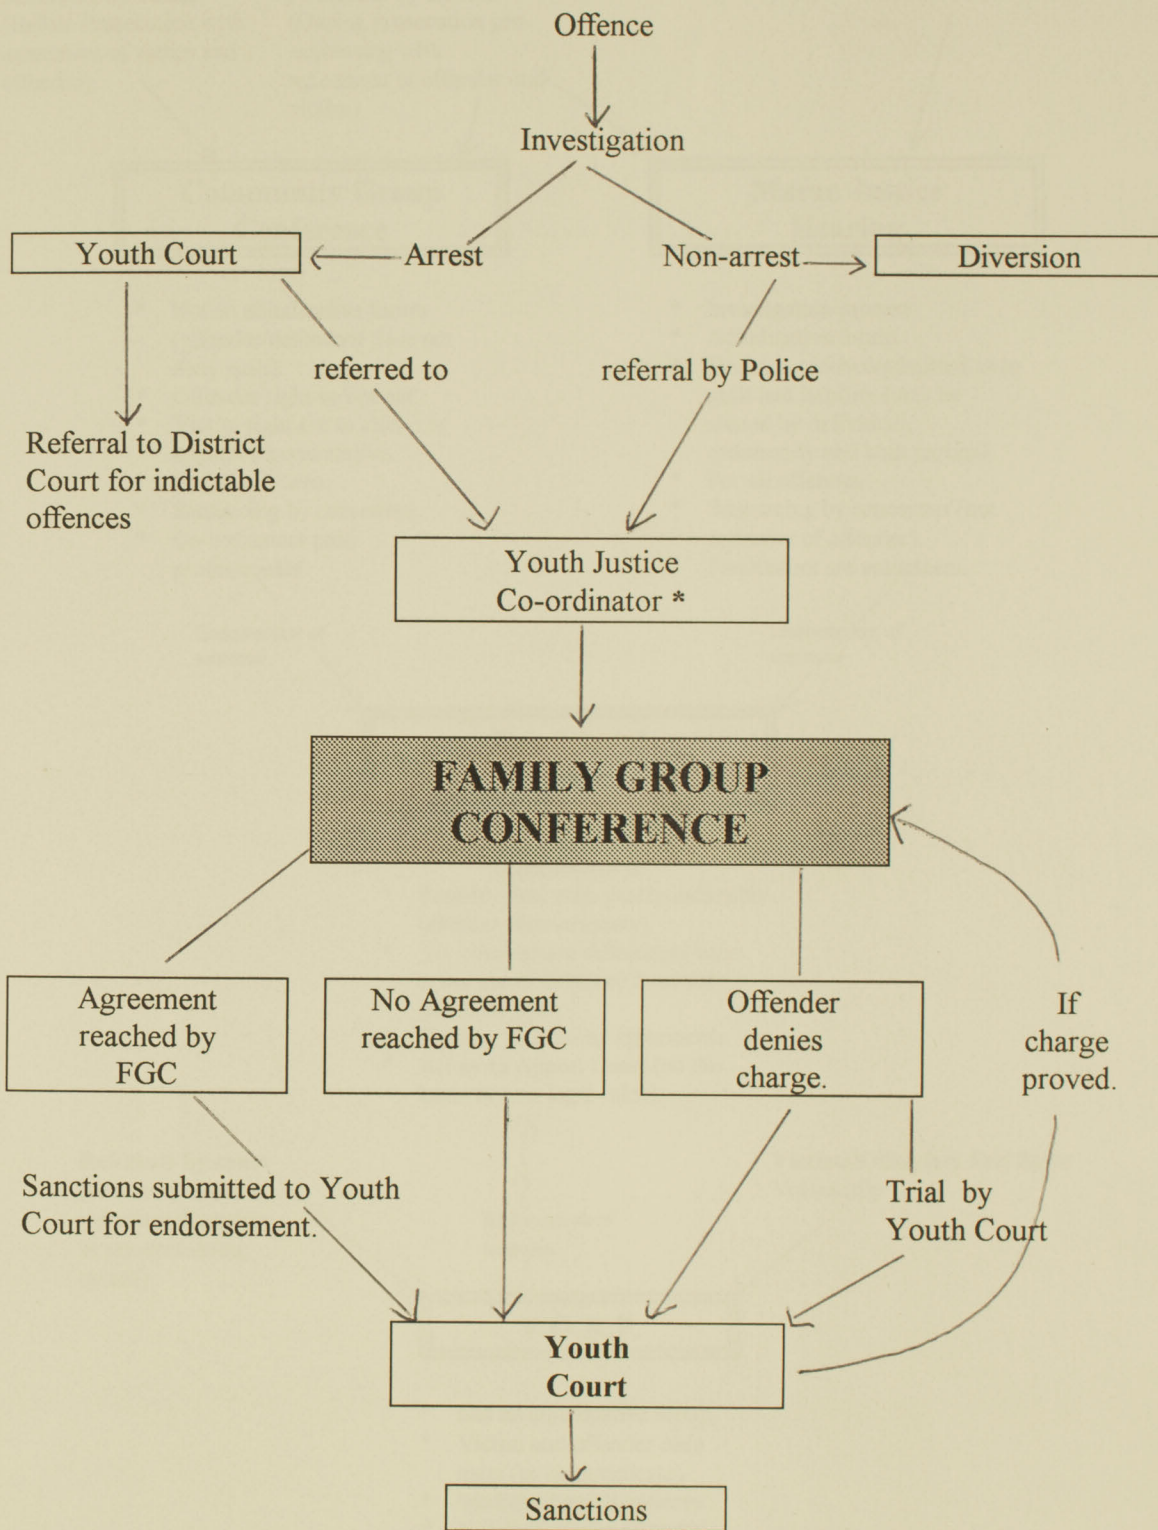 Offence
Investigation
Youth Court
Arrest
Non-arrest
Diversion
referred to
referral by Police
Referral to District
Court for indictable
offences
Youth Justice
Co-ordinator *
FAMILY GROUP
CONFERENCE
Agreement
reached by
FGC
No Agreement
reached by FGC
Offender
denies
charge.
If
charge
proved.
Sanctions submitted to Youth
Court for endorsement.
Trial by
Youth Court
Youth
Court
Sanctions